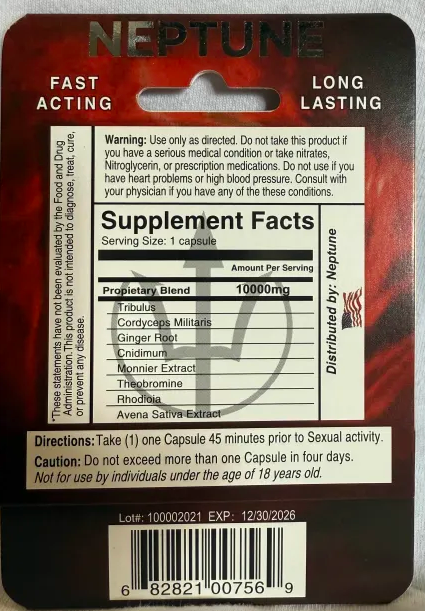 NEPTUNE
FAST
ACTING
LONG
LASTING
*These statements have not been evaluated by the Food and Drug
Administration. This product is not intended to diagnose, treat, cure,
or prevent any disease.
Warning: Use only as directed. Do not take this product if
you have a serious medical condition or take nitrates,
Nitroglycerin, or prescription medications. Do not use if you
have heart problems or high blood pressure. Consult with
your physician if you have any of the these conditions.
Supplement Facts
Serving Size: 1 capsule
Amount Per Serving
Propietary Blend 10000mg
Tribulus
Cordyceps Militaris
Ginger Root
Cnidimum
Monnier Extract
Theobromine
Rhodioia
Avena Sativa Extract
Distributed by: Neptune
Directions: Take (1) one Capsule 45 minutes prior to Sexual activity.
Caution: Do not exceed more than one Capsule in four days.
Not for use by individuals under the age of 18 years old.
Lot#: 100002021 EXP: 12/30/2026
6 82821 00756 9